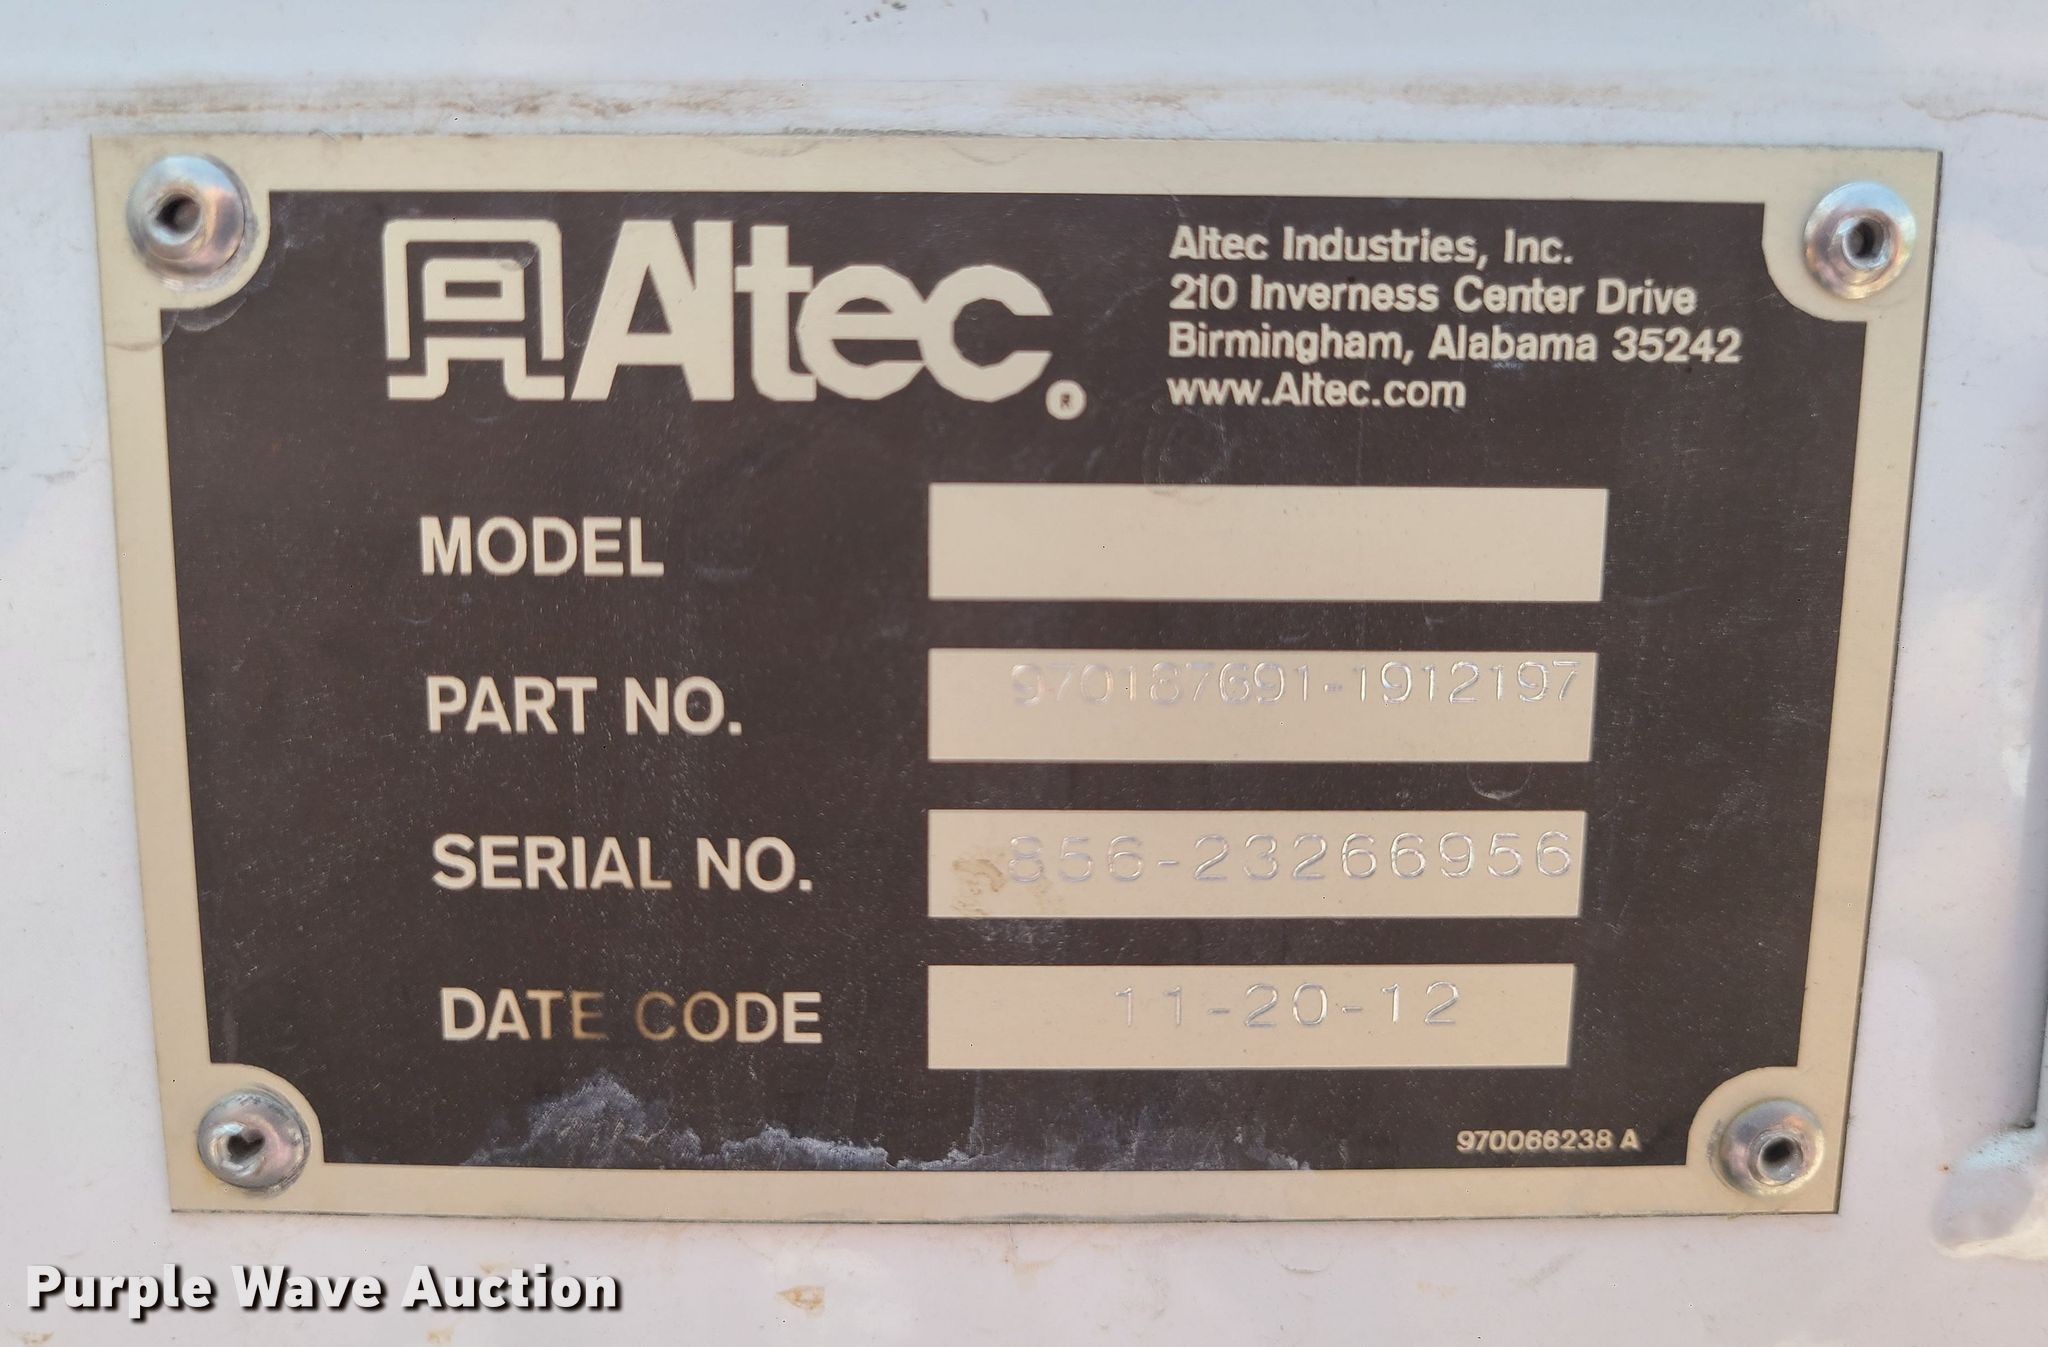 Altec®
Altec Industries, Inc.
210 Inverness Center Drive
Birmingham, Alabama 35242
www.Altec.com
MODEL
PART NO. 970187691-1912197
SERIAL NO. 856-23266956
DATE CODE 11-20-12
970066238 A
Purple Wave Auction